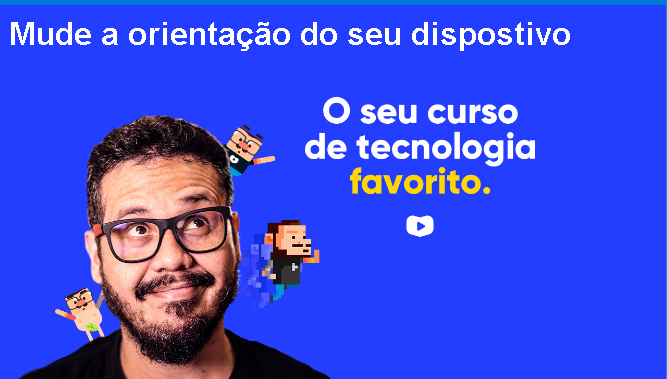 Mude a orientação do seu dispostivo
O seu curso
de tecnologia
favorito.